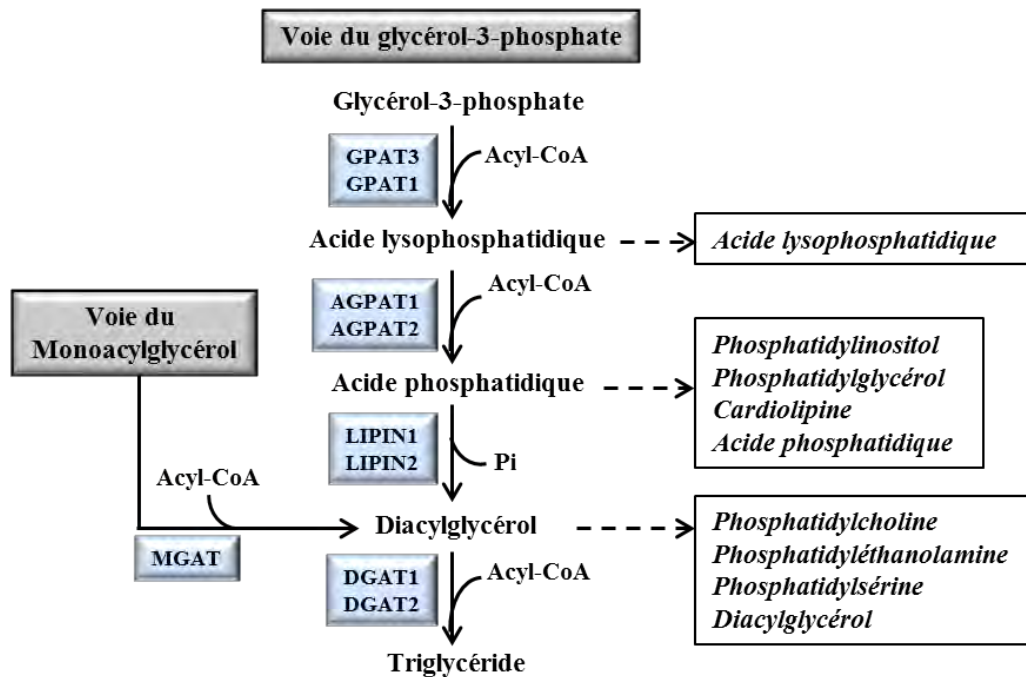 Voie du glycérol-3-phosphate
Glycérol-3-phosphate
GPAT3
GPAT1
Acyl-CoA
Acide lysophosphatidique
Acide lysophosphatidique
AGPAT1
AGPAT2
Acyl-CoA
Voie du
Monoacylglycérol
Acide phosphatidique
Phosphatidylinositol
Phosphatidylglycérol
Cardiolipine
Acide phosphatidique
LIPIN1
LIPIN2
Pi
Acyl-CoA
MGAT
Diacylglycérol
Phosphatidylcholine
Phosphatidyléthanolamine
Phosphatidylsérine
Diacylglycérol
DGAT1
DGAT2
Acyl-CoA
Triglycéride